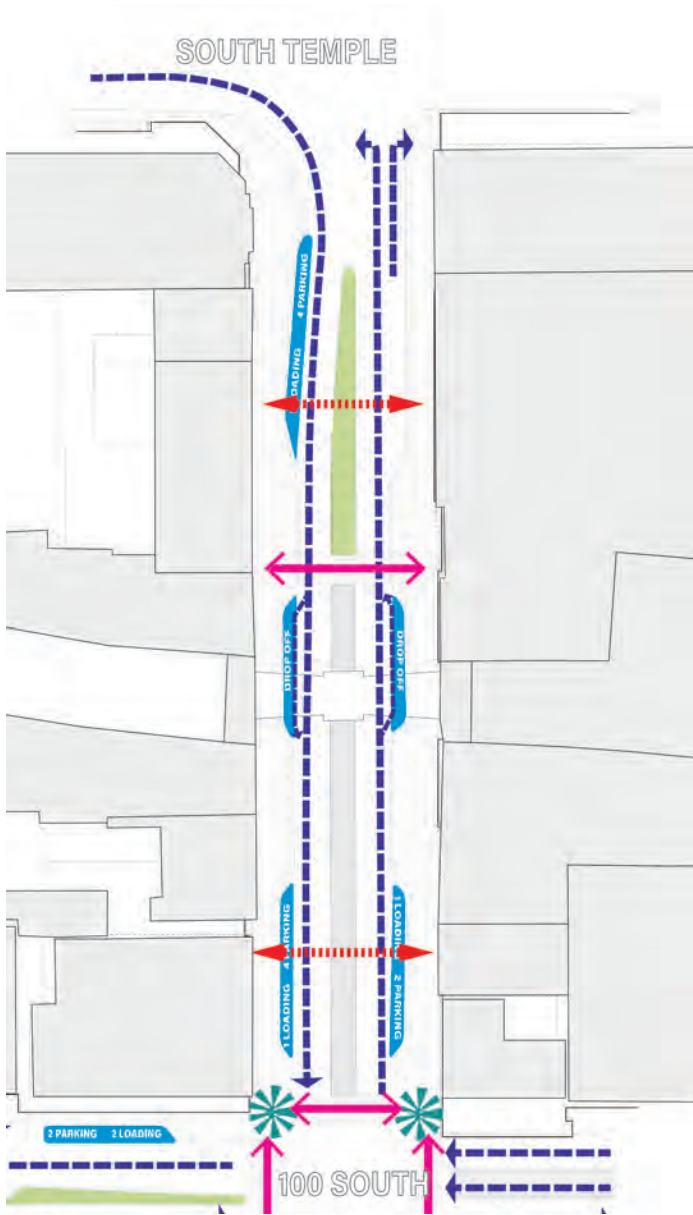 SOUTH TEMPLE
4 PARKING
OADING
DROP OFF
DROP OFF
1 LOADING 4 PARKING
1 LOADING 2 PARKING
2 PARKING 2 LOADING
100 SOUTH